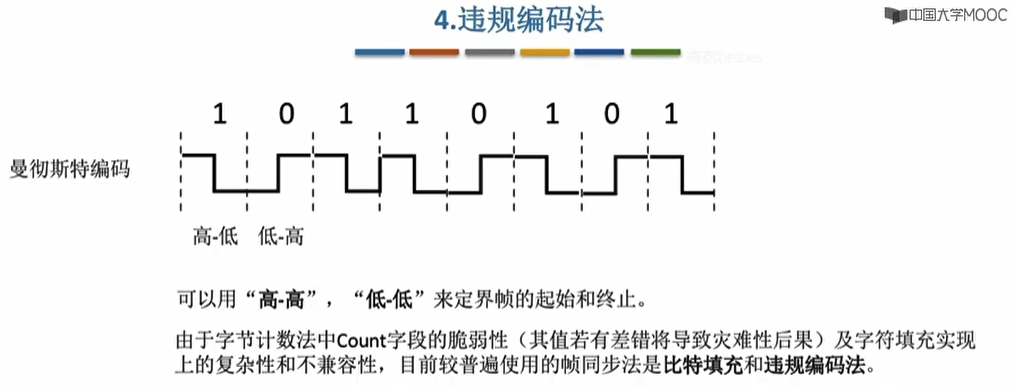 4.违规编码法
中国大学MOOC
1 0 1 1 0 1 0 1
曼彻斯特编码
高-低 低-高
可以用“高-高”，“低-低”来定界帧的起始和终止。
由于字节计数法中Count字段的脆弱性（其值若有差错将导致灾难性后果）及字符填充实现
上的复杂性和不兼容性，目前较普遍使用的帧同步法是比特填充和违规编码法。